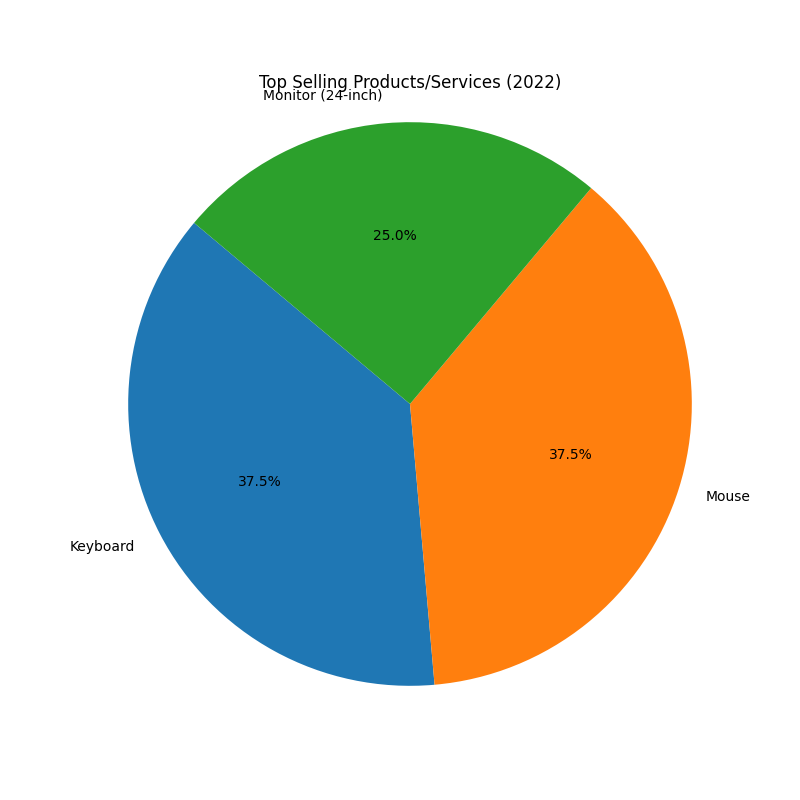 Top Selling Products/Services (2022)
Monitor (24-inch)
25.0%
37.5%
37.5%
Mouse
Keyboard